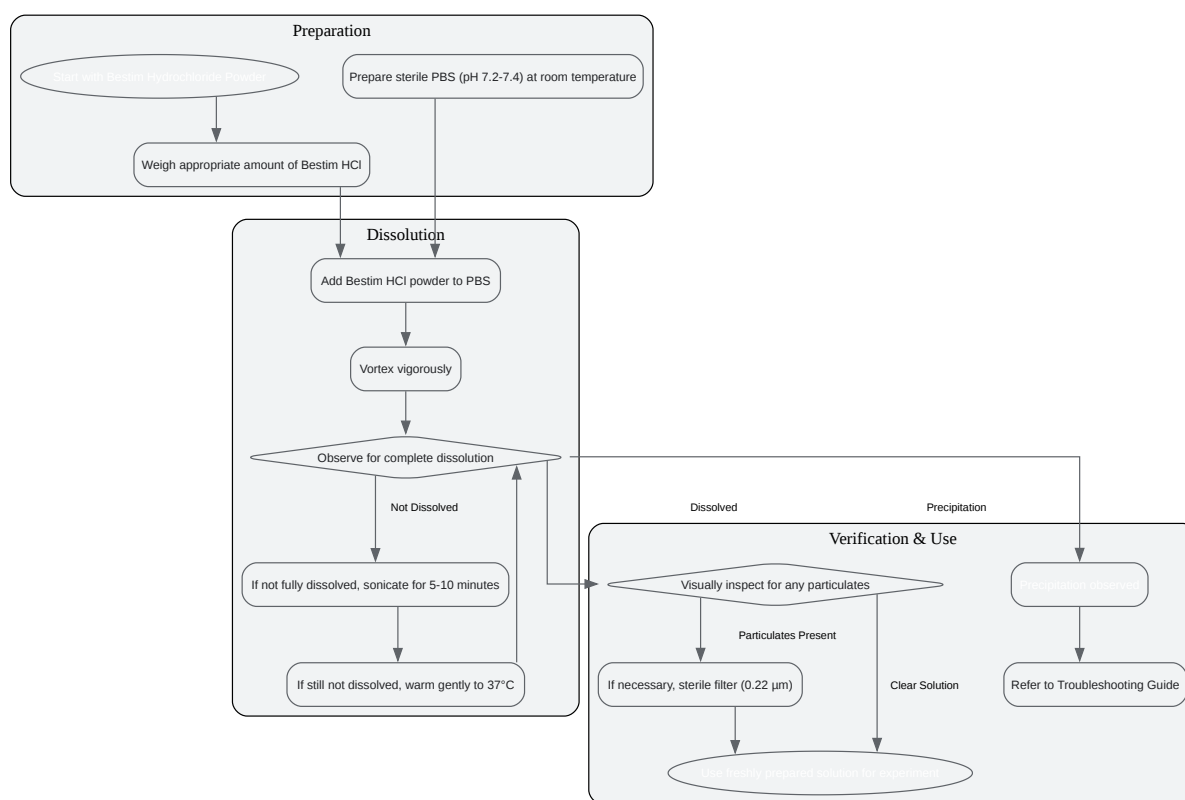 Preparation
Start with Bestim Hydrochloride Powder
Prepare sterile PBS (pH 7.2-7.4) at room temperature
Weigh appropriate amount of Bestim HCl
Dissolution
Add Bestim HCl powder to PBS
Vortex vigorously
Observe for complete dissolution
Not Dissolved
Dissolved
Precipitation
Verification & Use
If not fully dissolved, sonicate for 5-10 minutes
Visually inspect for any particulates
Precipitation observed
Particulates Present
If still not dissolved, warm gently to 37°C
If necessary, sterile filter (0.22 µm)
Clear Solution
Refer to Troubleshooting Guide
Use freshly prepared solution for experiment